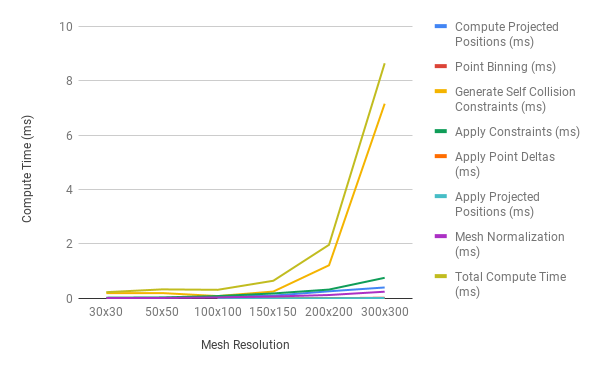 10
8
6
4
2
0
Compute Time (ms)
30x30
50x50
100x100
150x150
200x200
300x300
Mesh Resolution
Compute Projected
Positions (ms)
Point Binning (ms)
Generate Self Collision
Constraints (ms)
Apply Constraints (ms)
Apply Point Deltas
(ms)
Apply Projected
Positions (ms)
Mesh Normalization
(ms)
Total Compute Time
(ms)